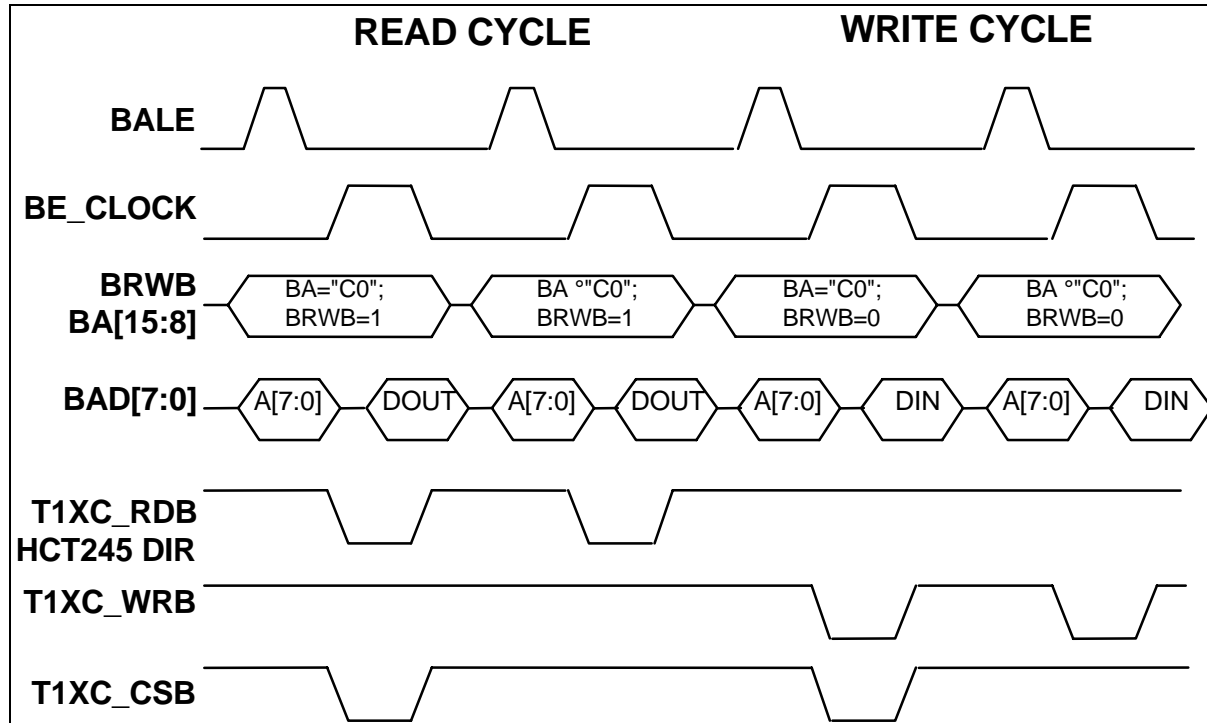 READ CYCLE WRITE CYCLE
BALE
BE_CLOCK
BRWB
BA[15:8]
BA="C0"; BA °"C0"; BA="C0"; BA °"C0";
BRWB=1 BRWB=1 BRWB=0 BRWB=0
BAD[7:0] A[7:0] DOUT A[7:0] DOUT A[7:0] DIN A[7:0] DIN
T1XC_RDB
HCT245 DIR
T1XC_WRB
T1XC_CSB